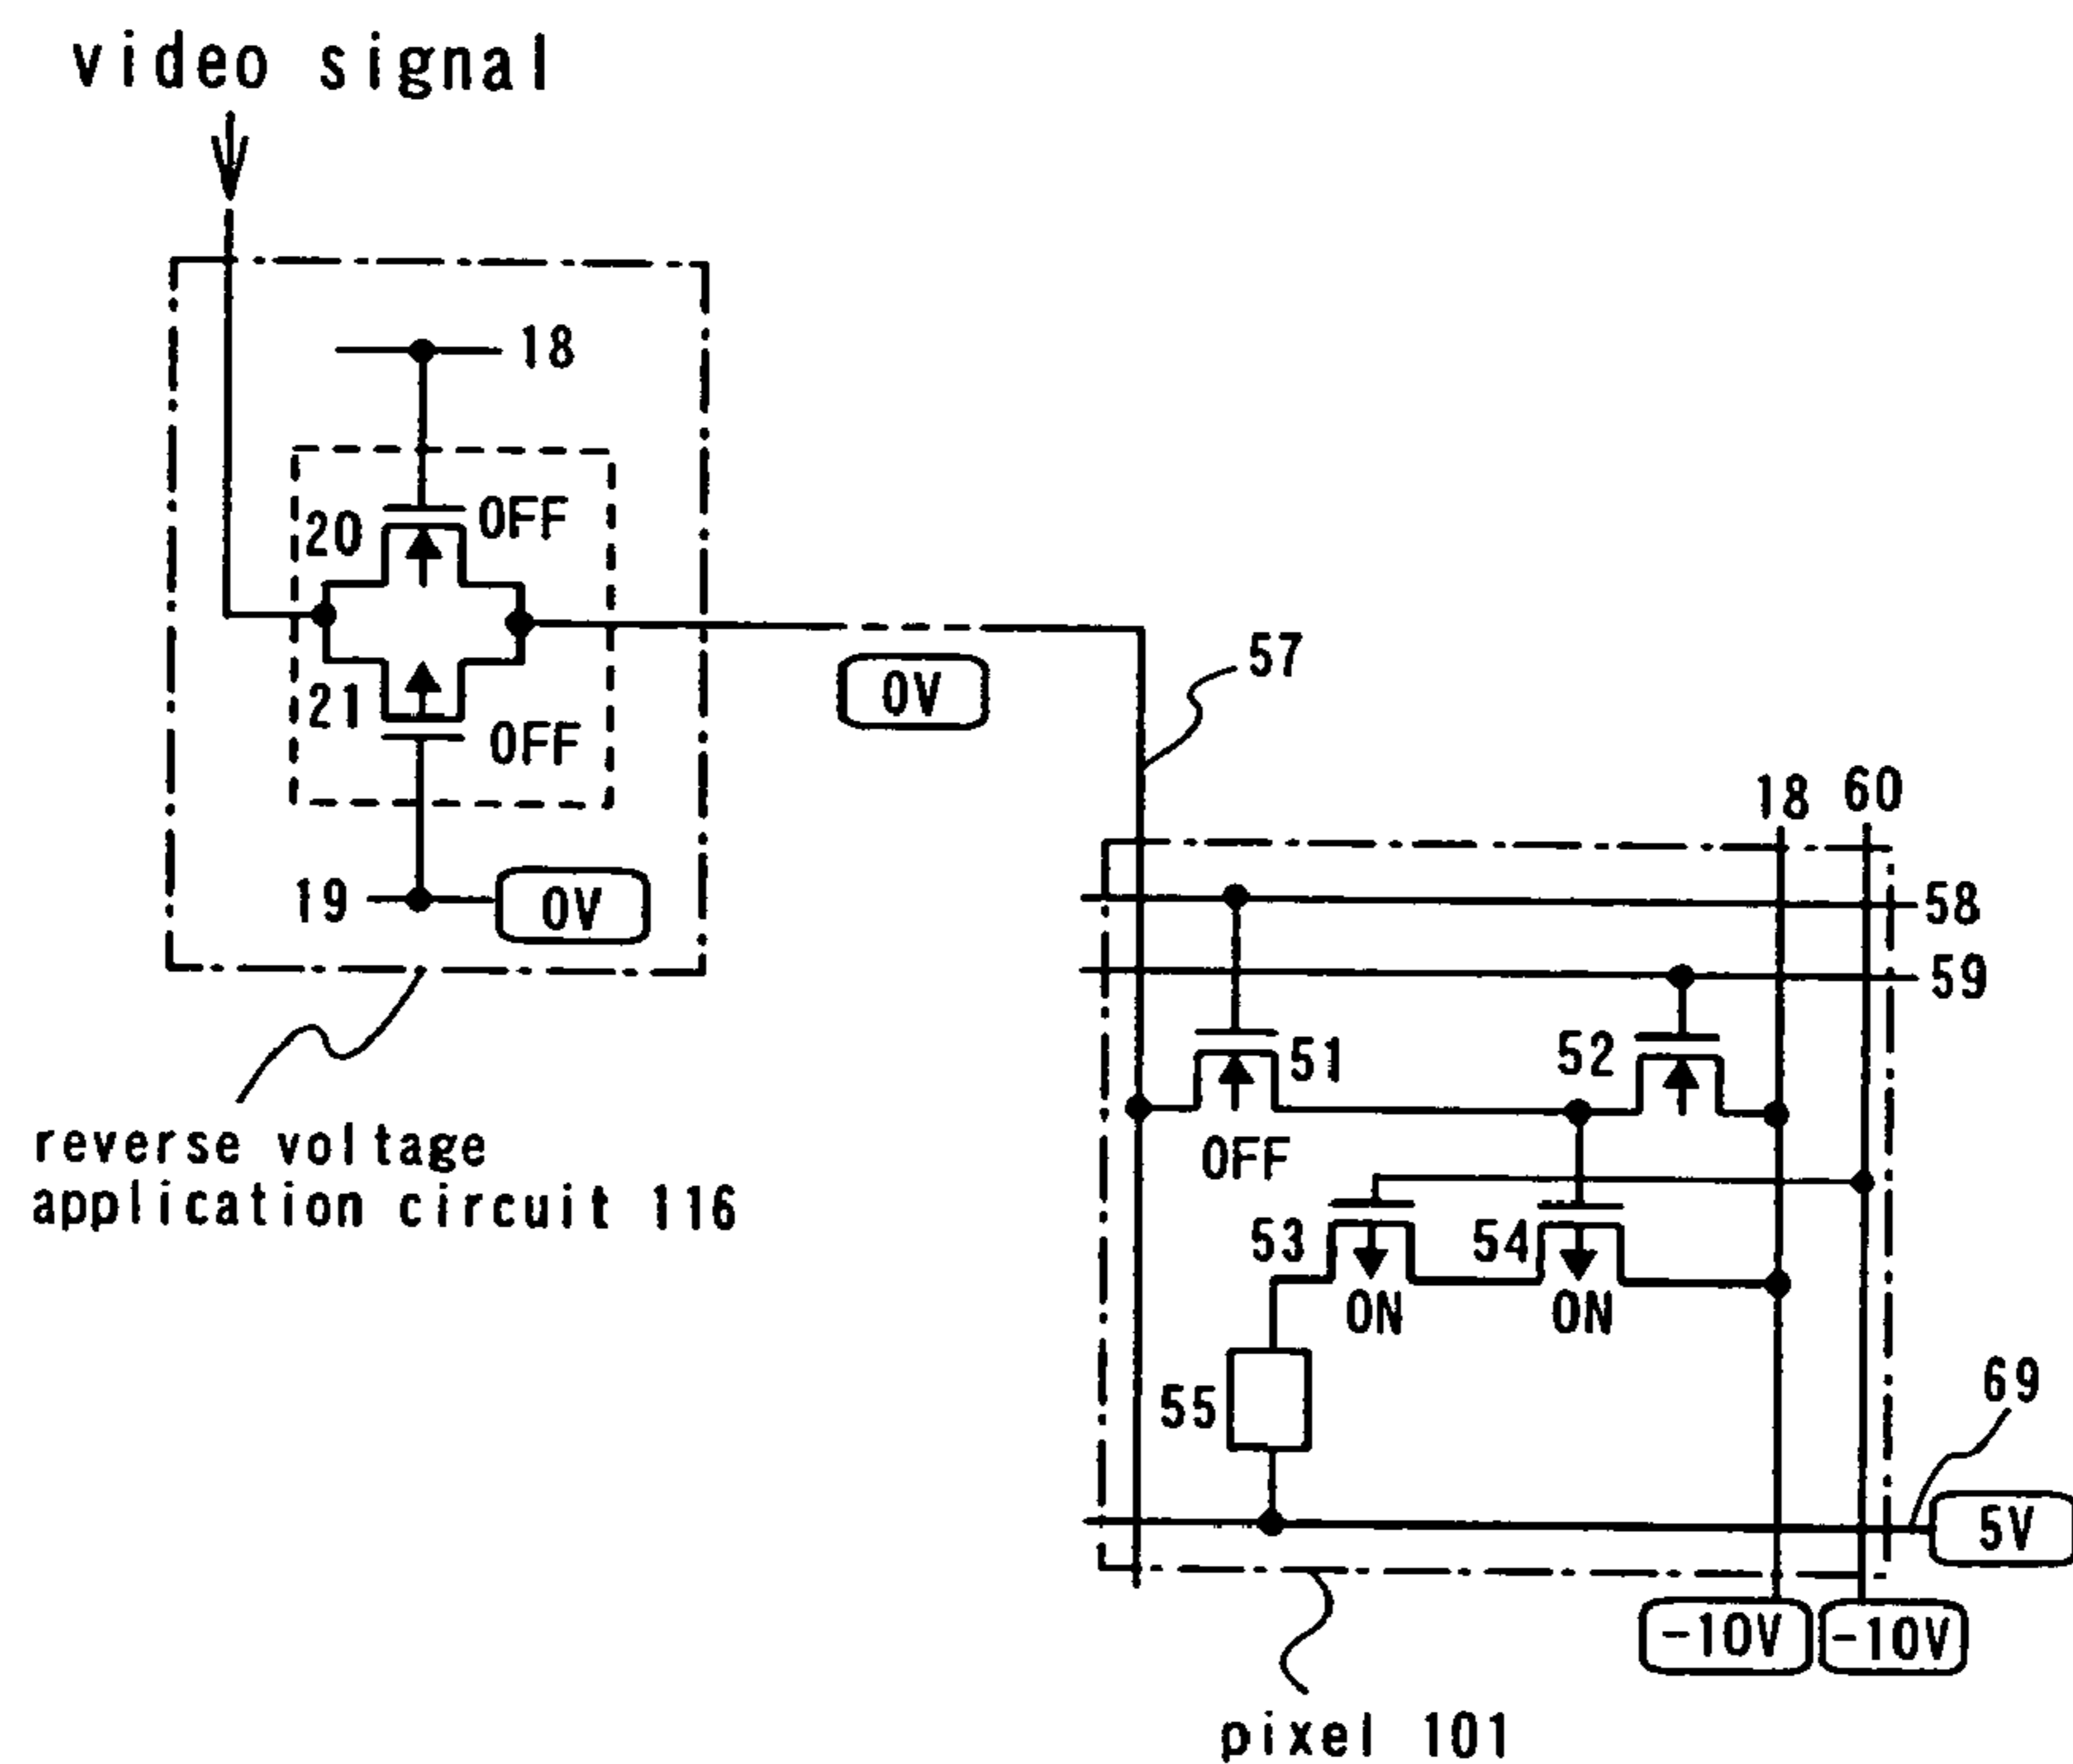 video signal
18
20 OFF
21 OFF
0V
57
19 0V
18 60
58
59
51
52
OFF
reverse voltage
application circuit 116
53
54
ON
ON
55
69
5V
-10V
-10V
pixel 101